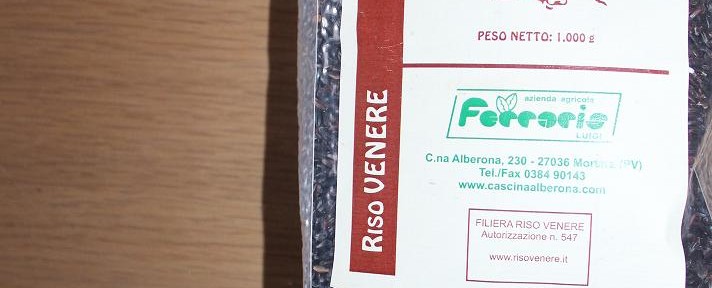 PESO NETTO: 1.000 g
RISO VENERE
azienda agricola
Ferraris
LUIGI
C.na Alberona, 230 - 27036 Mortara (PV)
Tel./Fax 0384 90143
www.cascinaalberona.com
FILIERA RISO VENERE
Autorizzazione n. 547
www.risovenere.it